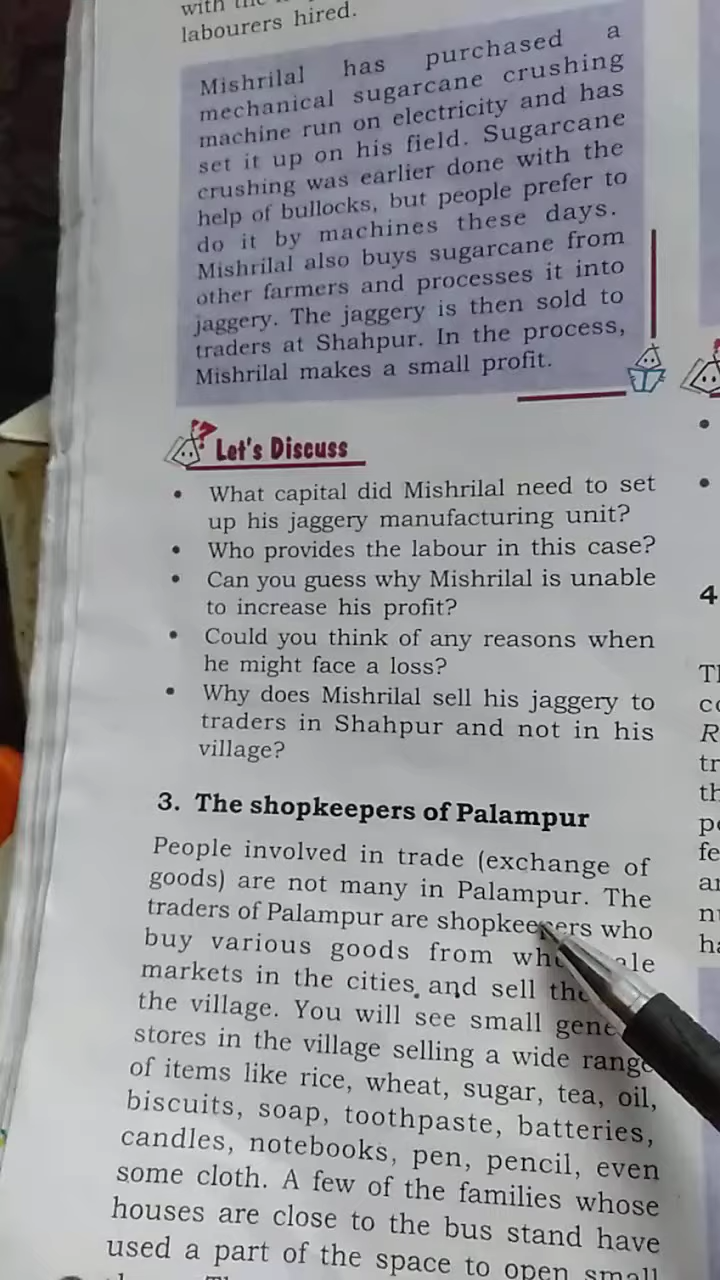 with the
labourers hired.
Mishrilal has purchased a
mechanical sugarcane crushing
machine run on electricity and has
set it up on his field. Sugarcane
crushing was earlier done with the
help of bullocks, but people prefer to
do it by machines these days.
Mishrilal also buys sugarcane from
other farmers and processes it into
jaggery. The jaggery is then sold to
traders at Shahpur. In the process,
Mishrilal makes a small profit.
Let's Discuss
• What capital did Mishrilal need to set
up his jaggery manufacturing unit?
• Who provides the labour in this case?
• Can you guess why Mishrilal is unable
to increase his profit?
• Could you think of any reasons when
he might face a loss?
• Why does Mishrilal sell his jaggery to
traders in Shahpur and not in his
village?
3. The shopkeepers of Palampur
People involved in trade (exchange of
goods) are not many in Palampur. The
traders of Palampur are shopkeepers who
buy various goods from
markets in the cities and sell
the village. You will see small
stores in the village selling a wide range
of items like rice, wheat, sugar, tea, oil,
biscuits, soap, toothpaste, batteries,
candles, notebooks, pen, pencil, even
some cloth. A few of the families whose
houses are close to the bus stand have
used a part of the space to open small
4